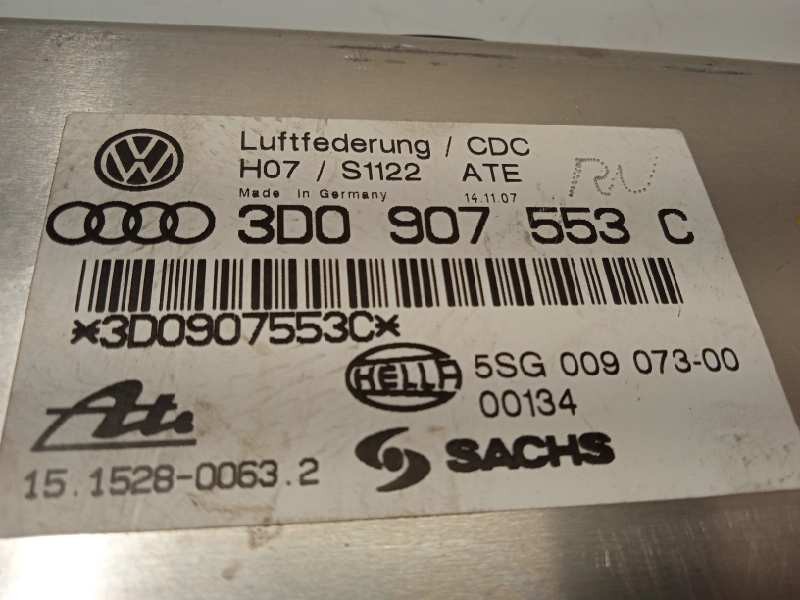 Luftfederung / CDC
H07 / S1122 ATE
Made in Germany 14.11.07
RU
3D0 907 553 C
*3D0907553C*
HELLA 5SG 009 073-00
00134
Ate
SACHS
15.1528-0063.2